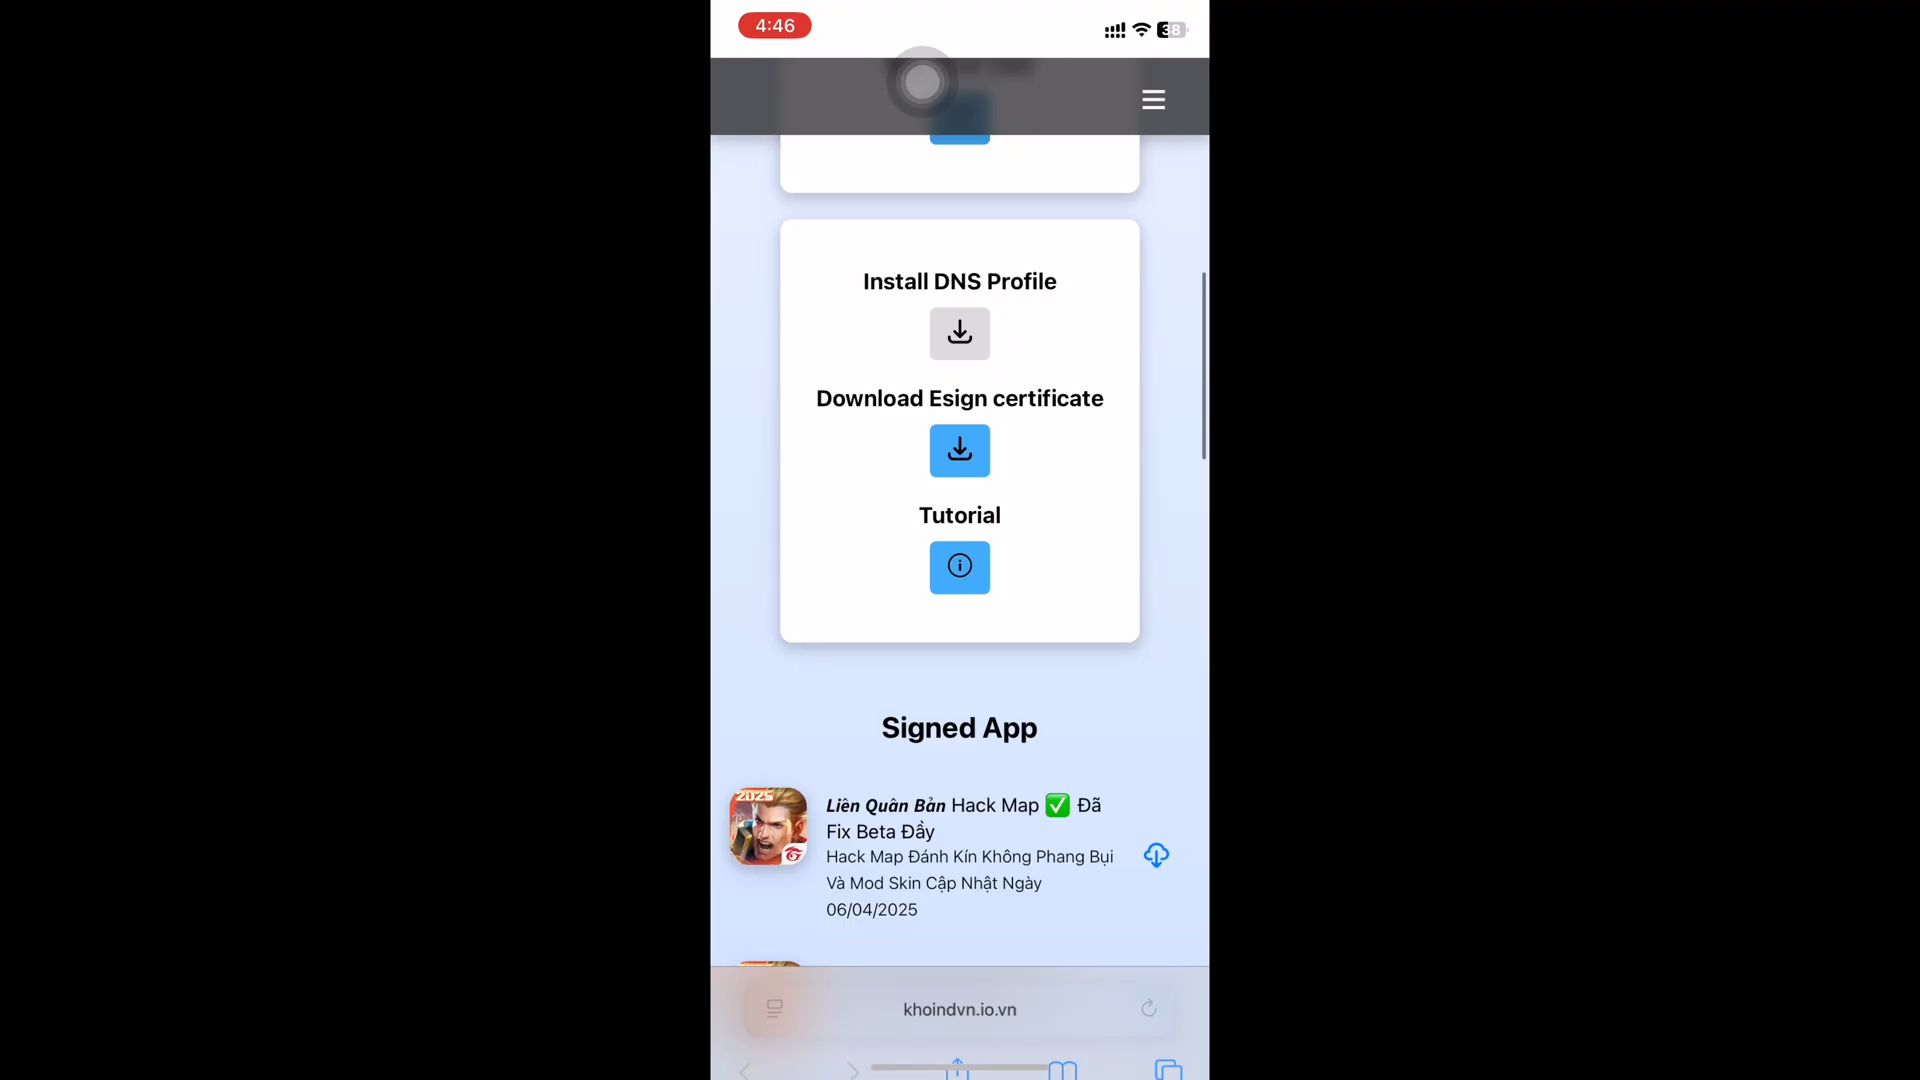 4:46
38
Install DNS Profile
Download Esign certificate
Tutorial
Signed App
2025
Liên Quân Bản Hack Map ✅ Đã
Fix Beta Đầy
Hack Map Đánh Kín Không Phang Bụi
Và Mod Skin Cập Nhật Ngày
06/04/2025
khoindvn.io.vn